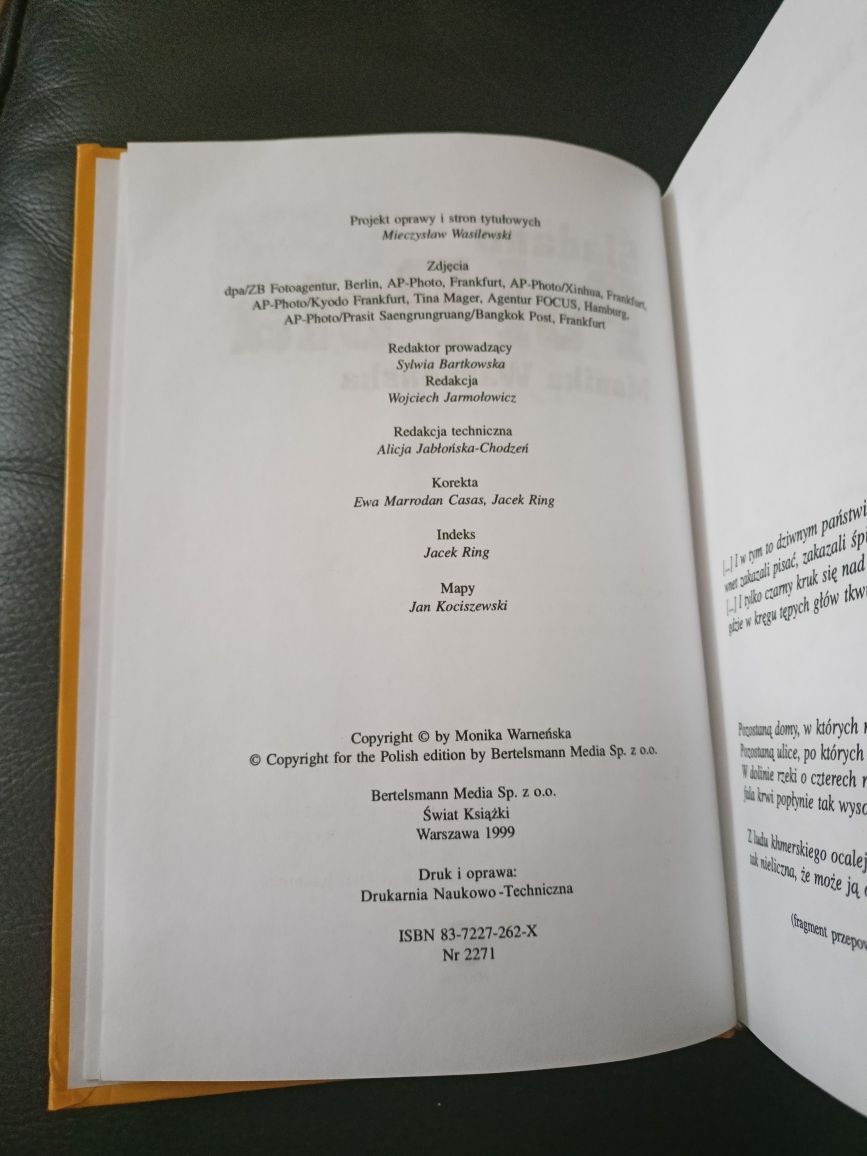 Projekt oprawy i stron tytułowych
Mieczysław Wasilewski
Zdjęcia
dpa/ZB Fotoagentur, Berlin, AP-Photo, Frankfurt, AP-Photo/Xinhua, Frankfurt,
AP-Photo/Kyodo Frankfurt, Tina Mager, Agentur FOCUS, Hamburg,
AP-Photo/Prasit Saengrungruang/Bangkok Post, Frankfurt
Redaktor prowadzący
Sylwia Bartkowska
Redakcja
Wojciech Jarmołowicz
Redakcja techniczna
Alicja Jabłońska-Chodzeń
Korekta
Ewa Marrodan Casas, Jacek Ring
Indeks
Jacek Ring
Mapy
Jan Kociszewski
Copyright © by Monika Warneńska
© Copyright for the Polish edition by Bertelsmann Media Sp. z o.o.
Bertelsmann Media Sp. z o.o.
Świat Książki
Warszawa 1999
Druk i oprawa:
Drukarnia Naukowo-Techniczna
ISBN 83-7227-262-X
Nr 2271
[...] I w tym to dziwnym państwi
wnet zakazali pisać, zakazali śpi
[...] I tylko czarny kruk się nad
gdzie w kręgu tępych głów tkw
Pozostaną domy, w których
Pozostaną ulice, po których
W dolinie rzeki o czterech
fala krwi popłynie tak wyso
Z ludu khmerskiego ocalej
tak nieliczna, że może ją
(fragment przepow